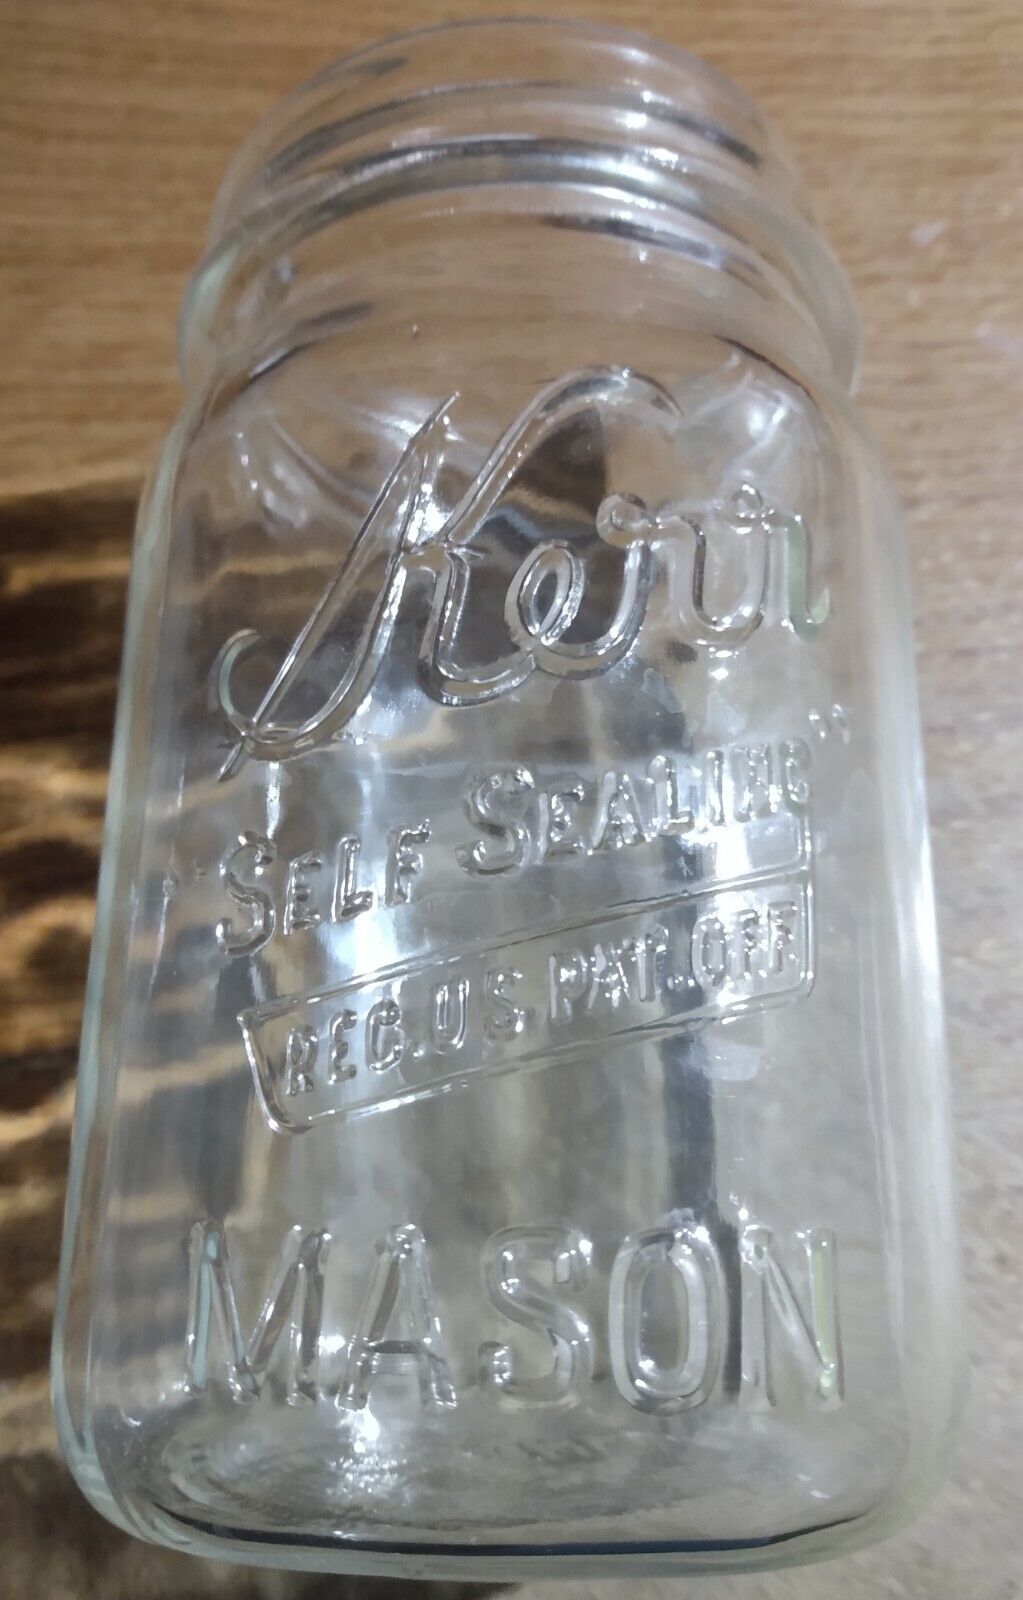 Kerr
"SELF SEALING"
REG. U.S. PAT. OFF.
MASON